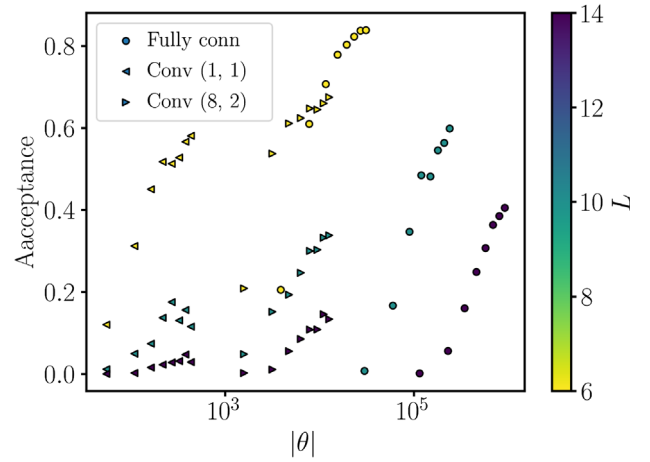 Fully conn
Conv (1, 1)
Conv (8, 2)
Aacceptance
0.8
0.6
0.4
0.2
0.0
10³
10⁵
|θ|
14
12
10
8
6
L